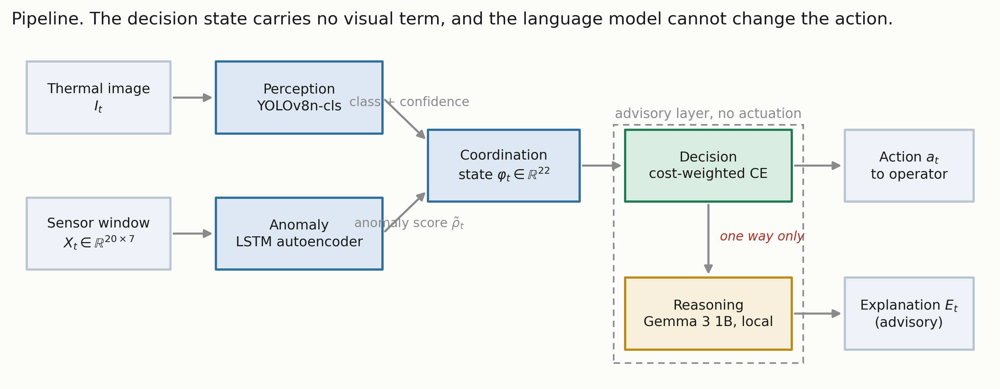 Pipeline. The decision state carries no visual term, and the language model cannot change the action.
Thermal image
I_t
Perception
YOLOv8n-cls
class + confidence
Sensor window
X_t ∈ ℝ^{20 × 7}
Anomaly
LSTM autoencoder
anomaly score ρ̃_t
Coordination
state φ_t ∈ ℝ^{22}
advisory layer, no actuation
Decision
cost-weighted CE
one way only
Reasoning
Gemma 3 1B, local
Action a_t
to operator
Explanation E_t
(advisory)